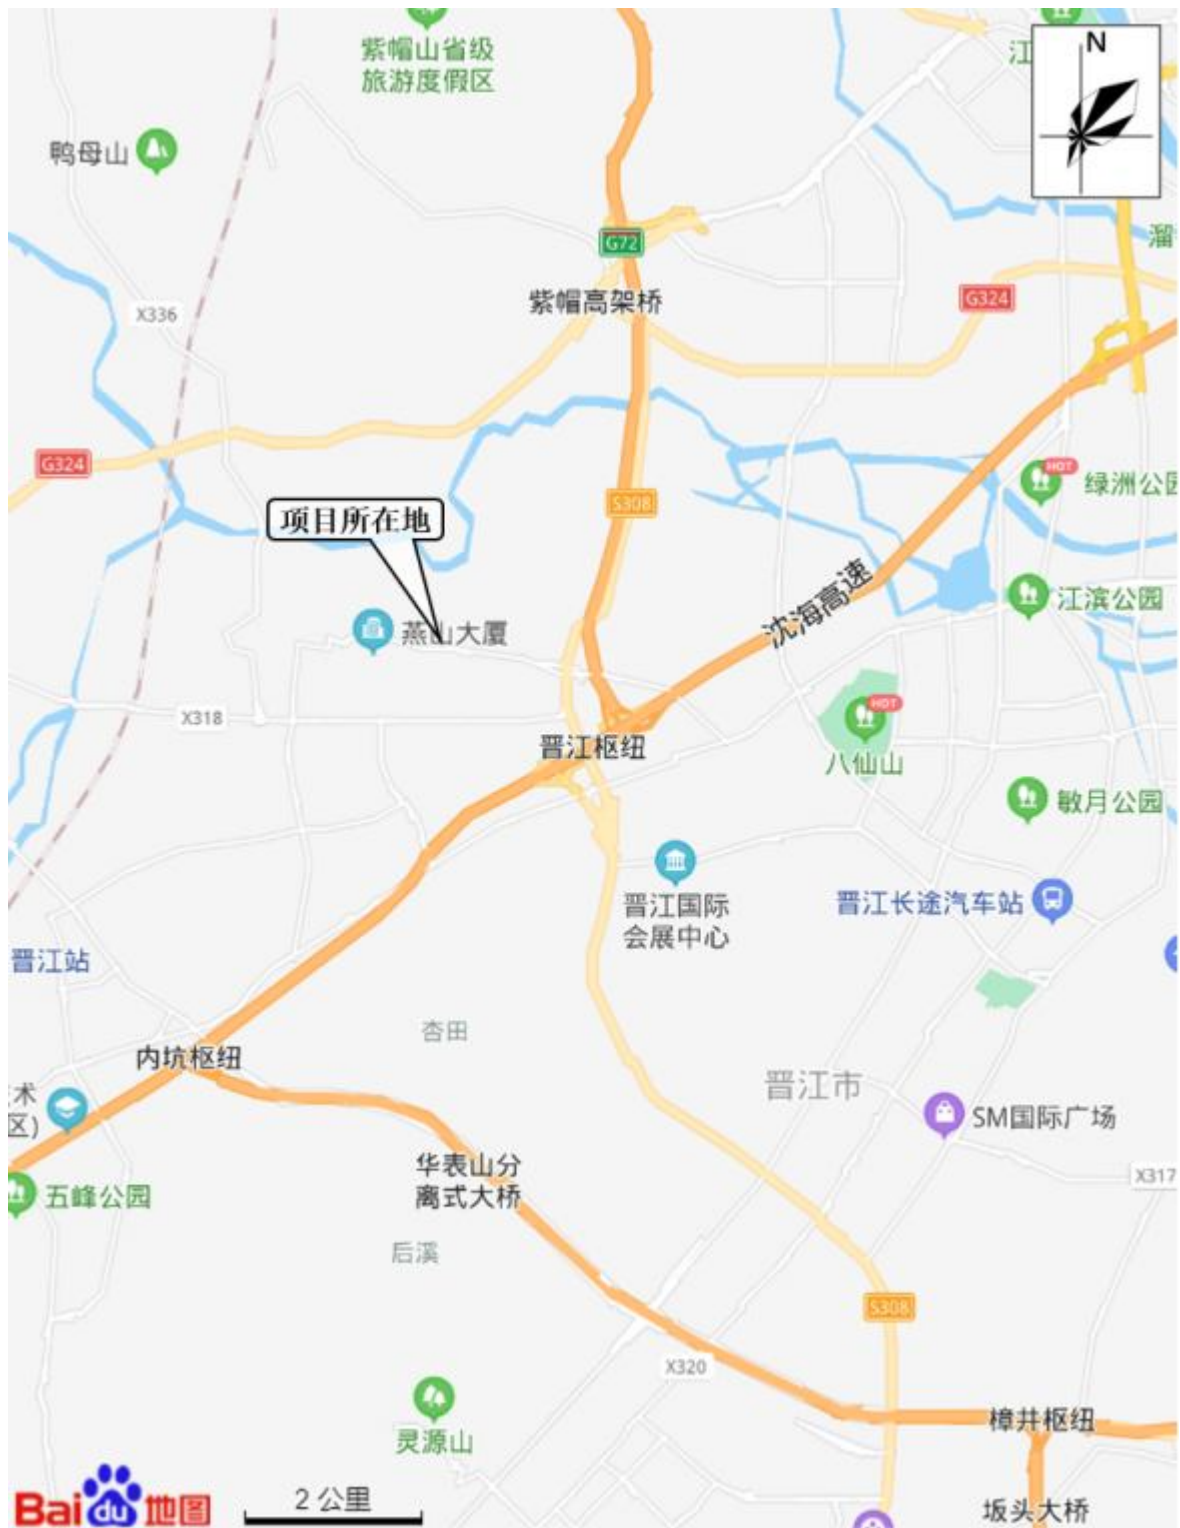 紫帽山省级
旅游度假区
江
N
鸭母山
G72
溜
紫帽高架桥
G324
X336
G324
HOT
绿洲公园
S308
项目所在地
沈海高速
江滨公园
燕山大厦
HOT
X318
晋江枢纽
八仙山
敏月公园
晋江国际
会展中心
晋江长途汽车站
晋江站
杏田
内坑枢纽
晋江市
术
区)
SM国际广场
华表山分
离式大桥
X317
五峰公园
后溪
S308
X320
樟井枢纽
灵源山
Bai du 地图
2 公里
坂头大桥